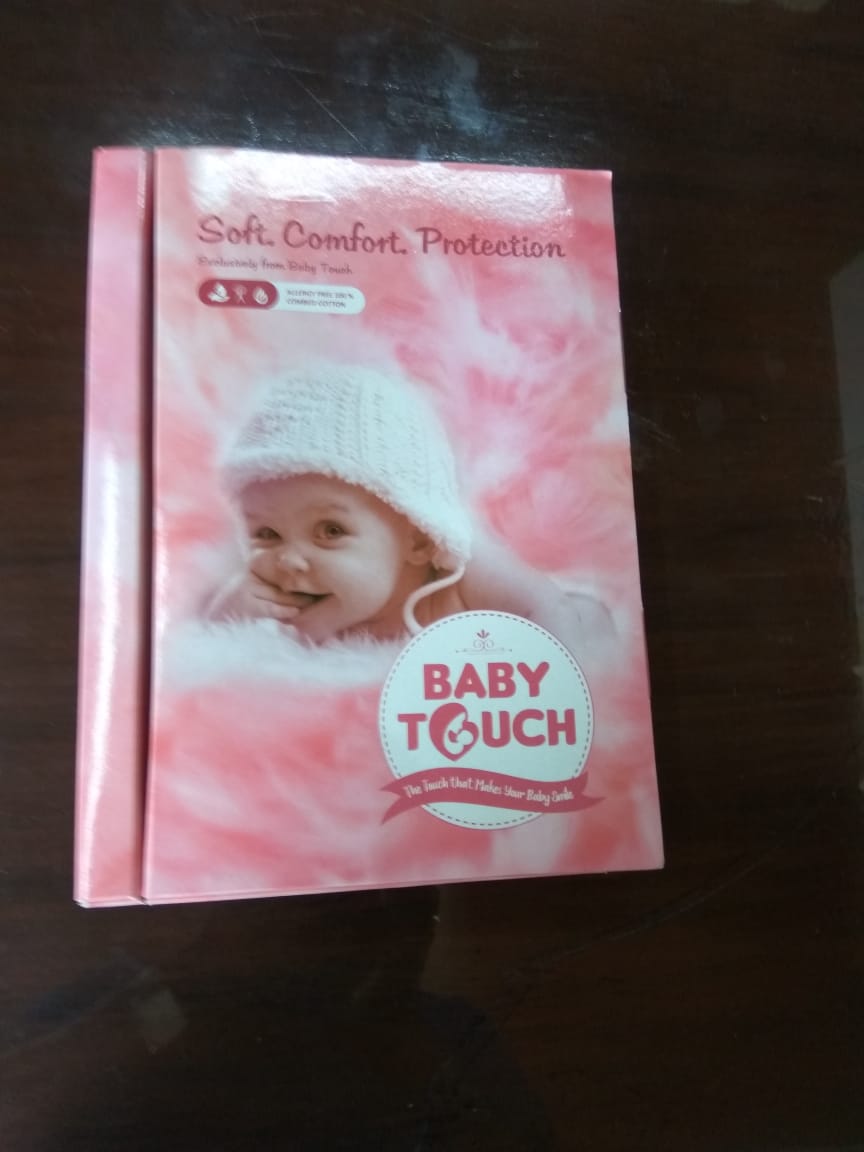 Soft. Comfort. Protection
Exclusively from Baby Touch
ALLERGY FREE 100%
COMBED COTTON
BABY
TOUCH
The Touch that Makes Your Baby Smile